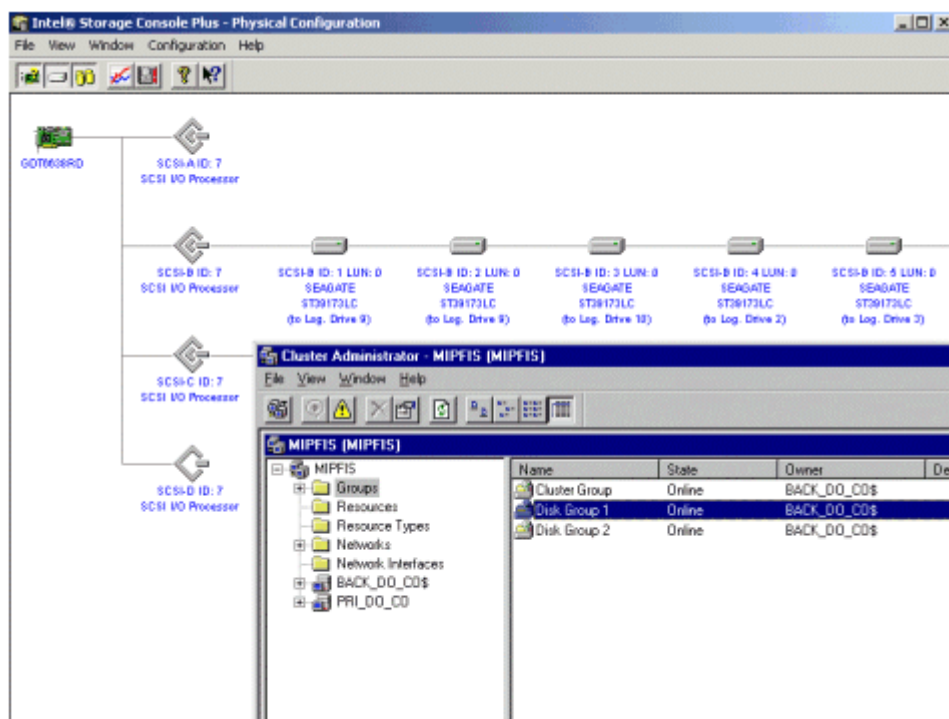 Intel® Storage Console Plus - Physical Configuration
File View Window Configuration Help
GDT6638RD
SCSI-A ID: 7
SCSI I/O Processor
SCSI-B ID: 7
SCSI I/O Processor
SCSI-B ID: 1 LUN: 0
SEAGATE
ST39173LC
(to Log. Drive 9)
SCSI-B ID: 2 LUN: 0
SEAGATE
ST39173LC
(to Log. Drive 9)
SCSI-B ID: 3 LUN: 0
SEAGATE
ST39173LC
(to Log. Drive 10)
SCSI-B ID: 4 LUN: 0
SEAGATE
ST39173LC
(to Log. Drive 2)
SCSI-B ID: 5 LUN: 0
SEAGATE
ST39173LC
(to Log. Drive 3)
SCSI-C ID: 7
SCSI I/O Processor
SCSI-D ID: 7
SCSI I/O Processor
Cluster Administrator - MIPFIS (MIPFIS)
File View Window Help
MIPFIS (MIPFIS)
MIPFIS
Groups
Resources
Resource Types
Networks
Network Interfaces
BACK_DO_CO$
PRI_DO_CO
Name State Owner De
Cluster Group Online BACK_DO_CO$
Disk Group 1 Online BACK_DO_CO$
Disk Group 2 Online BACK_DO_CO$